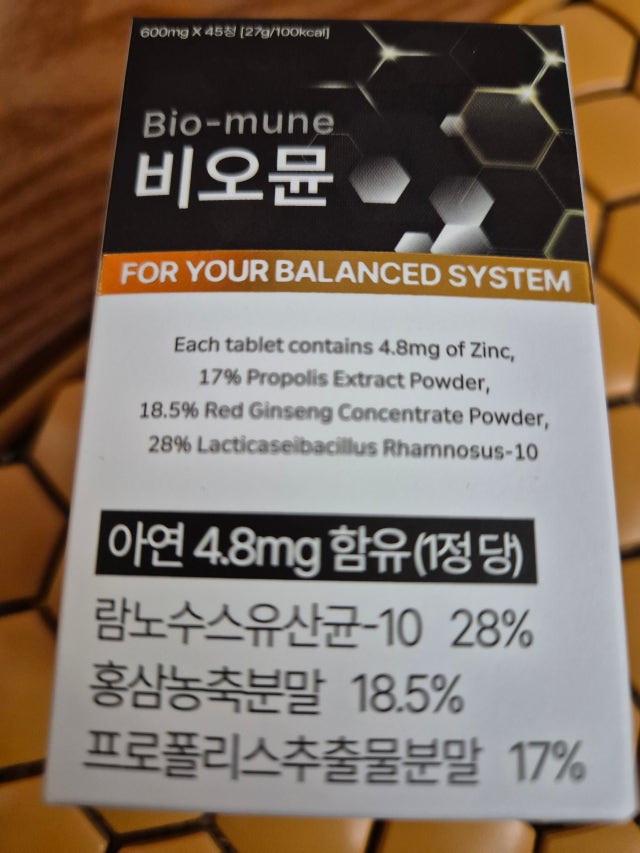 600mg X 45정 [27g/100kcal]
Bio-mune
비오뮨
FOR YOUR BALANCED SYSTEM
Each tablet contains 4.8mg of Zinc,
17% Propolis Extract Powder,
18.5% Red Ginseng Concentrate Powder,
28% Lacticaseibacillus Rhamnosus-10
아연 4.8mg 함유(1정 당)
람노수스유산균-10 28%
홍삼농축분말 18.5%
프로폴리스추출물분말 17%